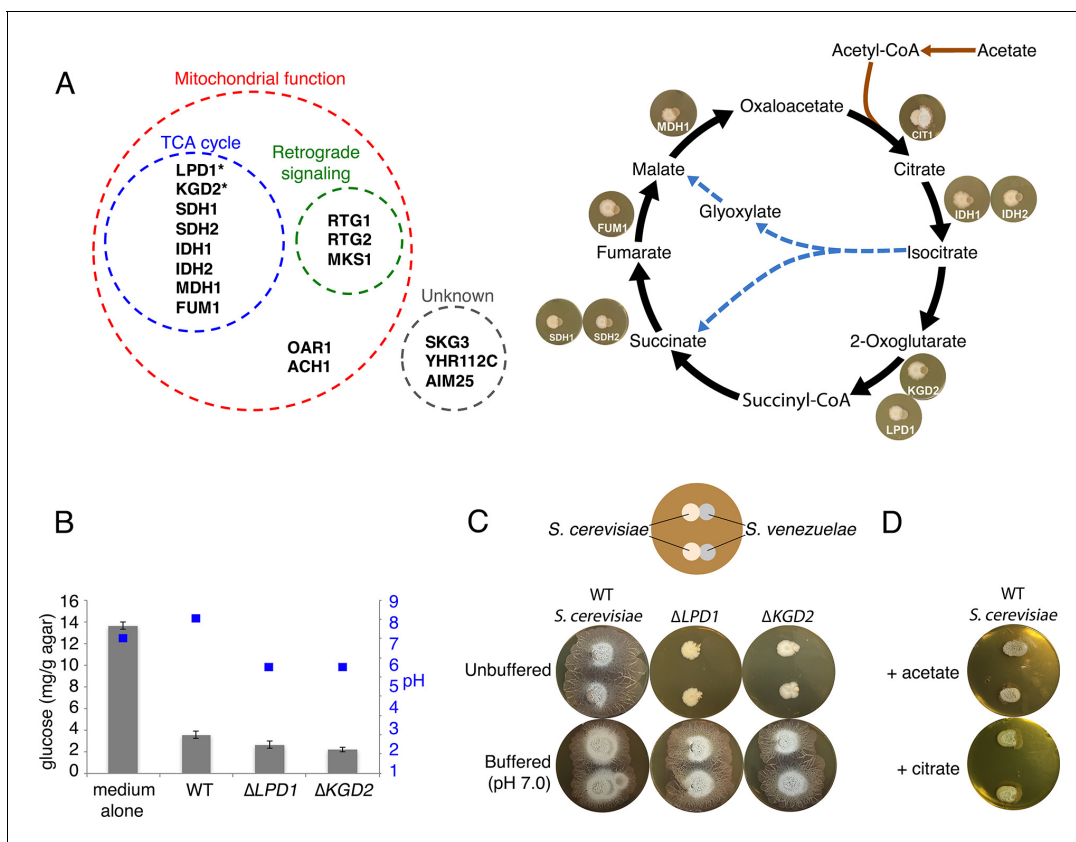 A
Mitochondrial function
TCA cycle
LPD1*
KGD2*
SDH1
SDH2
IDH1
IDH2
MDH1
FUM1
Retrograde
signaling
RTG1
RTG2
MKS1
OAR1
ACH1
Unknown
SKG3
YHR112C
AIM25
Acetyl-CoA
Acetate
Oxaloacetate
MDH1
CIT1
Malate
Citrate
Glyoxylate
IDH1
IDH2
FUM1
Fumarate
Isocitrate
SDH1
SDH2
Succinate
2-Oxoglutarate
KGD2
Succinyl-CoA
LPD1
B
glucose (mg/g agar)
16
14
12
10
8
6
4
2
0
9
8
7
6
5
4
3
2
1
pH
medium
alone
WT
ΔLPD1
ΔKGD2
C
S. cerevisiae
S. venezuelae
WT
S. cerevisiae
ΔLPD1
ΔKGD2
Unbuffered
Buffered
(pH 7.0)
D
WT
S. cerevisiae
+ acetate
+ citrate